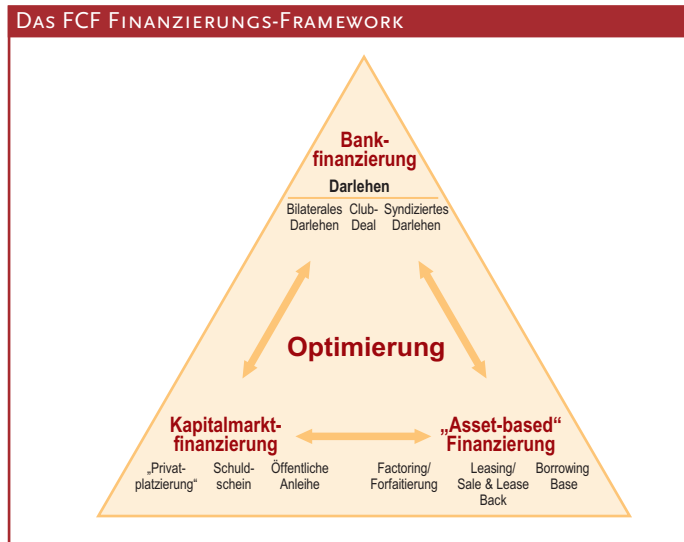 DAS FCF FINANZIERUNGS-FRAMEWORK
Bank-
finanzierung
Darlehen
Bilaterales Club- Syndiziertes
Darlehen Deal Darlehen
Optimierung
Kapitalmarkt-
finanzierung
„Privat-
platzierung“
Schuld-
schein
Öffentliche
Anleihe
„Asset-based“
Finanzierung
Factoring/
Forfaitierung
Leasing/
Sale & Lease
Back
Borrowing
Base